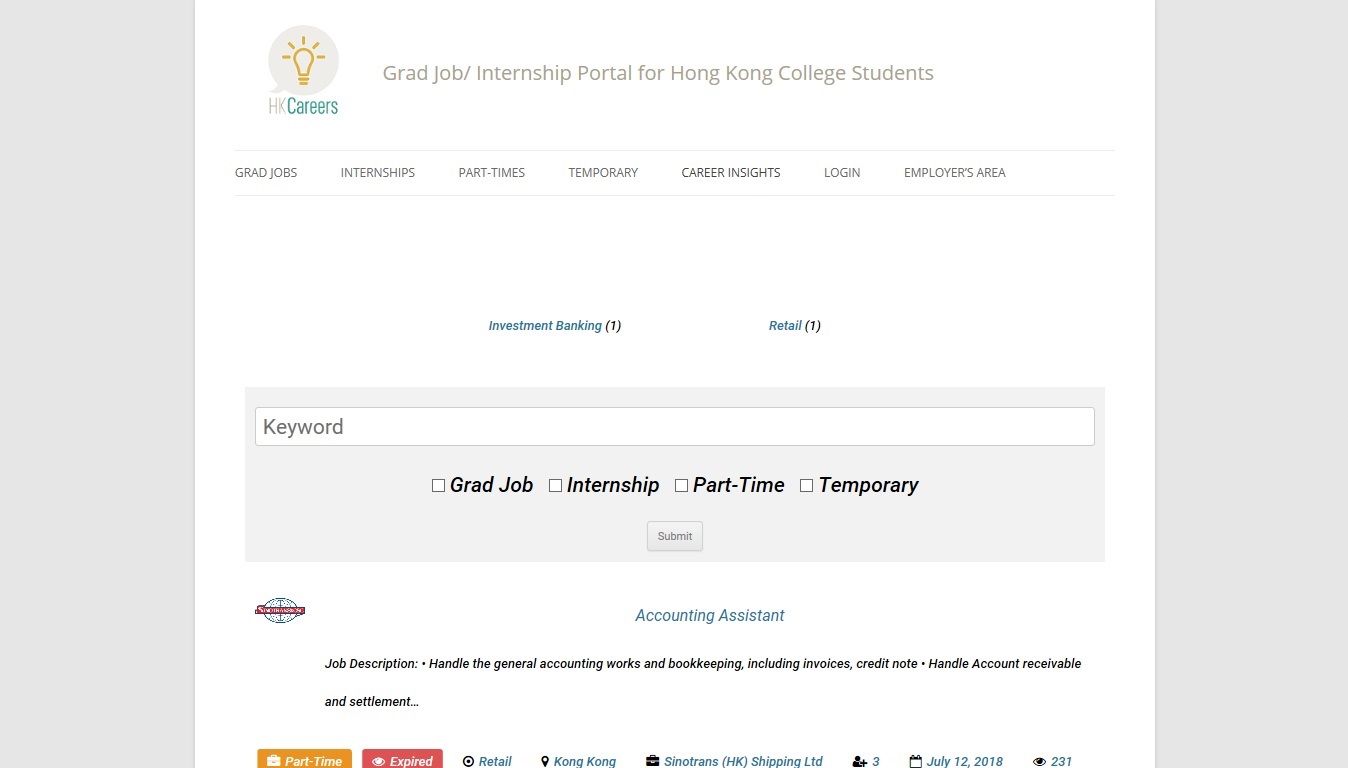 HKCareers
Grad Job/ Internship Portal for Hong Kong College Students
GRAD JOBS INTERNSHIPS PART-TIMES TEMPORARY CAREER INSIGHTS LOGIN EMPLOYER'S AREA
Investment Banking (1) Retail (1)
Keyword
Grad Job Internship Part-Time Temporary
Submit
Accounting Assistant
Job Description: • Handle the general accounting works and bookkeeping, including invoices, credit note • Handle Account receivable
and settlement...
Part-Time Expired Retail Kong Kong Sinotrans (HK) Shipping Ltd 3 July 12, 2018 231